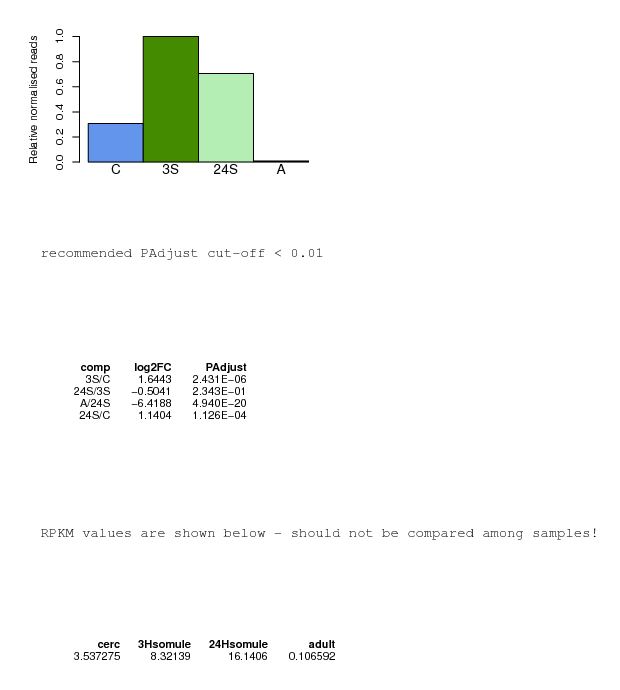 Relative normalised reads
1.0
0.8
0.6
0.4
0.2
0.0
C 3S 24S A
recommended PAdjust cut-off < 0.01
comp log2FC PAdjust
3S/C 1.6443 2.431E−06
24S/3S −0.5041 2.343E−01
A/24S −6.4188 4.940E−20
24S/C 1.1404 1.126E−04
RPKM values are shown below - should not be compared among samples!
cerc 3Hsomule 24Hsomule adult
3.537275 8.32139 16.1406 0.106592